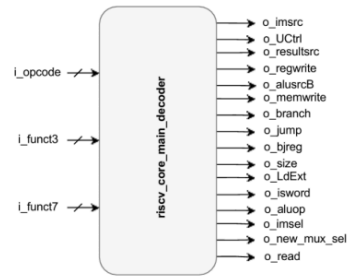 i_opcode
i_funct3
i_funct7
riscv_core_main_decoder
o_imsrc
o_UCtrl
o_resultsrc
o_regwrite
o_alusrcB
o_memwrite
o_branch
o_jump
o_bjreg
o_size
o_LdExt
o_isword
o_aluop
o_imsel
o_new_mux_sel
o_read